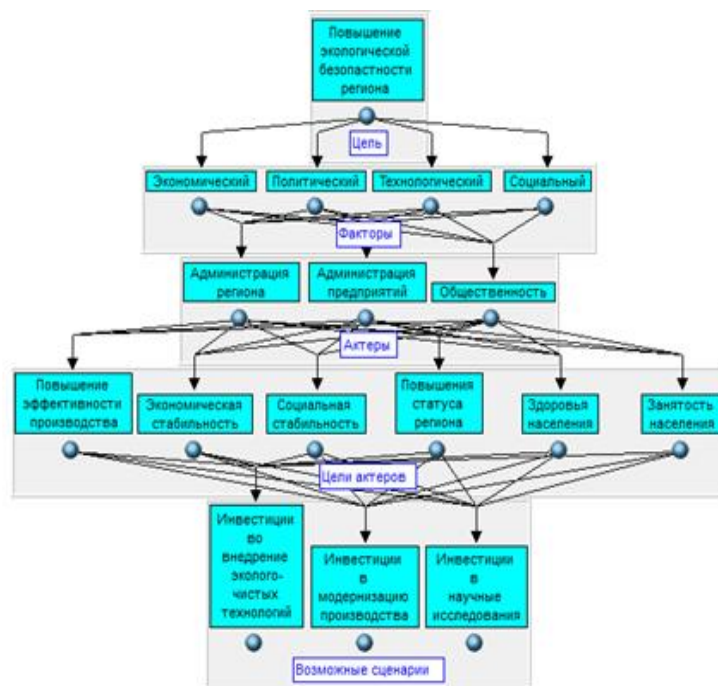 Повышение
экологической
безопастности
региона
Цель
Экономический
Политический
Технологический
Социальный
Факторы
Администрация
региона
Администрация
предприятий
Общественность
Актеры
Повышение
эффективности
производства
Экономическая
стабильность
Социальная
стабильность
Повышения
статуса
региона
Здоровья
населения
Занятость
населения
Цели актеров
Инвестиции
во
внедрение
эколого-
чистых
технологий
Инвестиции
в
модернизацию
производства
Инвестиции
в
научные
исследования
Возможные сценарии